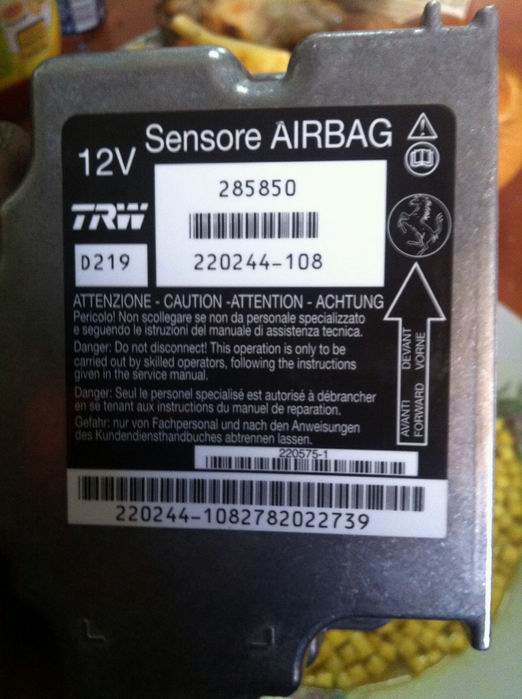 Sensore AIRBAG
12V
285850
TRW
220244-108
D219
ATTENZIONE - CAUTION -ATTENTION - ACHTUNG
Pericolo! Non scollegare se non da personale specializzato
e seguendo le istruzioni del manuale di assistenza tecnica.
Danger: Do not disconnect! This operation is only to be
carried out by skilled operators, following the instructions
given in the service manual.
Danger: Seul le personel specialisé est autorisé à débrancher
en se tenant aux instructions du manuel de reparation.
Gefahr: nur von Fachpersonal und nach den Anweisungen
des Kundendiensthandbuches abtrennen lassen.
AVANTI DEVANT
FORWARD VORNE
220575-1
220244-1082782022739